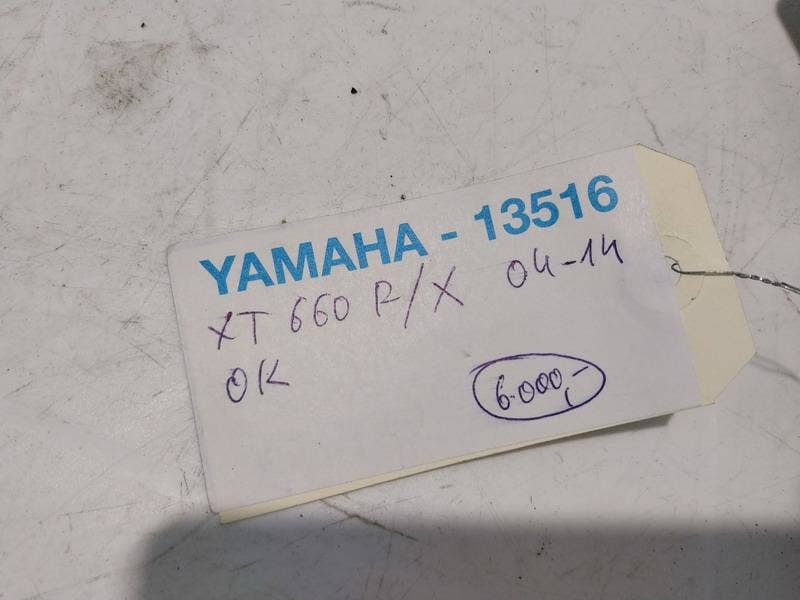 YAMAHA - 13516
XT 660 R/X 04-14
OK
6.000,-